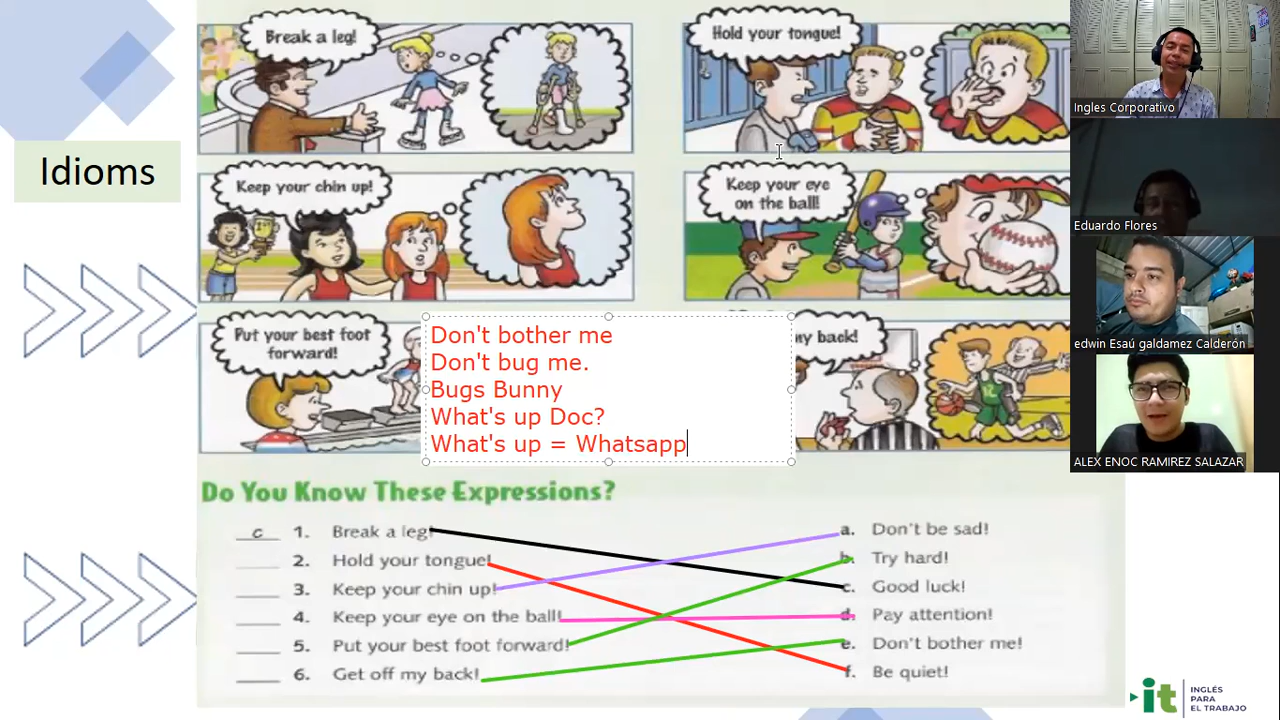 Idioms
Break a leg!
Hold your tongue!
Keep your chin up!
Keep your eye
on the ball!
Put your best foot
forward!
my back!
Don't bother me
Don't bug me.
Bugs Bunny
What's up Doc?
What's up = Whatsapp
Do You Know These Expressions?
c 1. Break a leg!
2. Hold your tongue!
3. Keep your chin up!
4. Keep your eye on the ball!
5. Put your best foot forward!
6. Get off my back!
a. Don't be sad!
b. Try hard!
c. Good luck!
d. Pay attention!
e. Don't bother me!
f. Be quiet!
Ingles Corporativo
Eduardo Flores
edwin Esaú galdamez Calderón
ALEX ENOC RAMIREZ SALAZAR
it
INGLÉS
PARA
EL TRABAJO